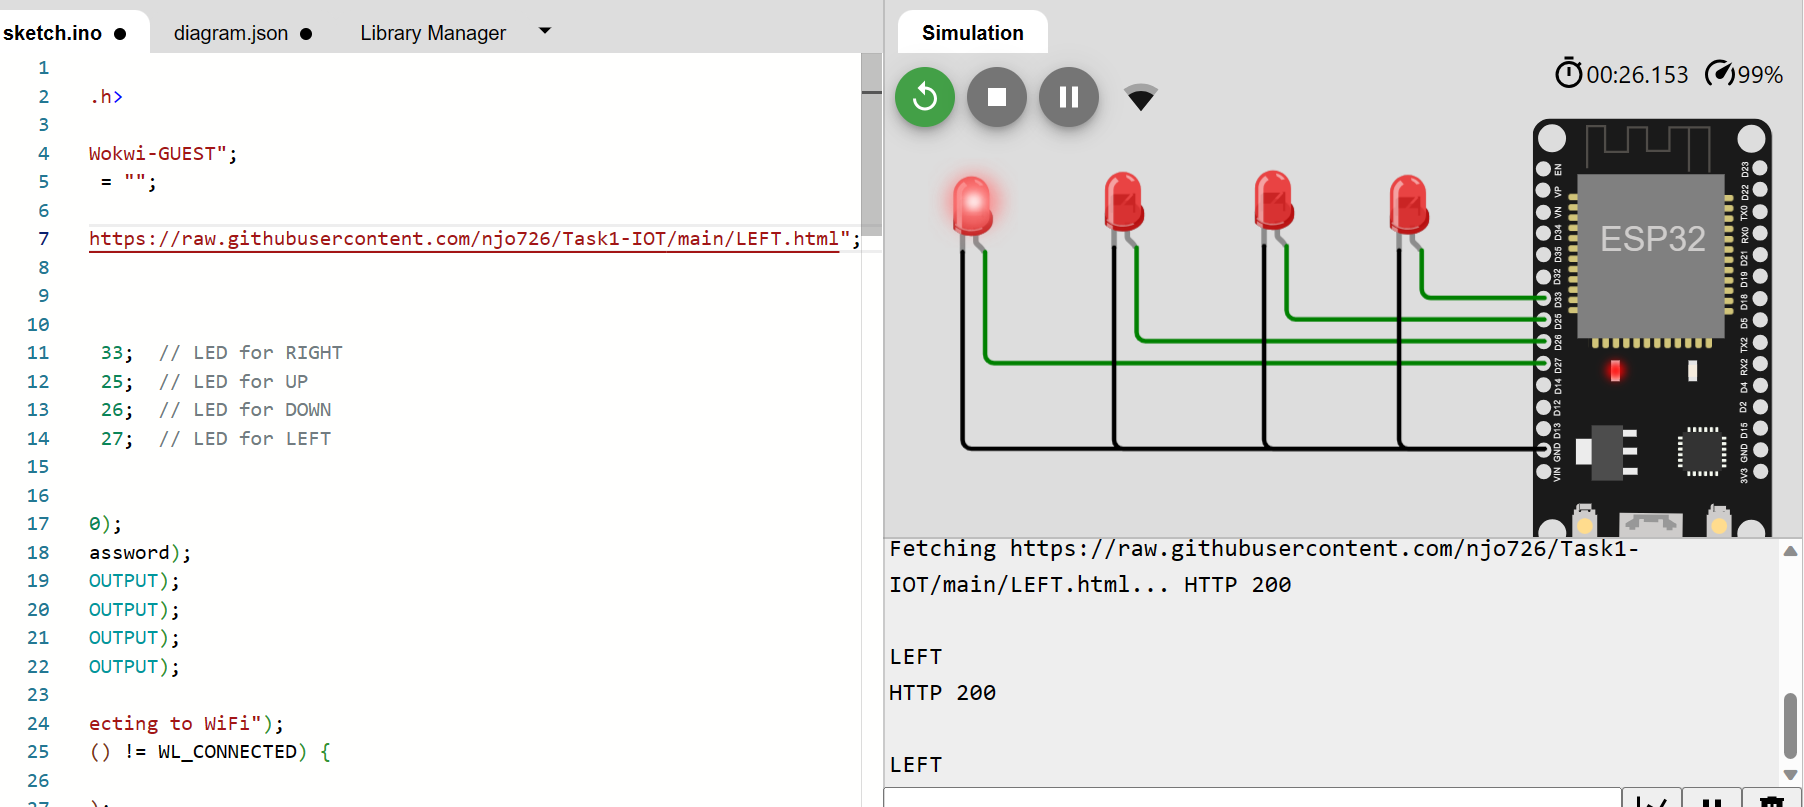 sketch.ino ● diagram.json ● Library Manager
1
2 .h>
3
4 Wokwi-GUEST";
5 = "";
6
7 https://raw.githubusercontent.com/njo726/Task1-IOT/main/LEFT.html";
8
9
10
11 33; // LED for RIGHT
12 25; // LED for UP
13 26; // LED for DOWN
14 27; // LED for LEFT
15
16
17 0);
18 assword);
19 OUTPUT);
20 OUTPUT);
21 OUTPUT);
22 OUTPUT);
23
24 ecting to WiFi");
25 () != WL_CONNECTED) {
26
27 );
Simulation
00:26.153 99%
ESP32
EN
VP
VN
D34
D35
D32
D33
D25
D26
D27
D14
D12
D13
GND
VIN
D23
D22
TX0
RX0
D21
D19
D18
D5
TX2
RX2
D4
D2
D15
GND
3V3
Fetching https://raw.githubusercontent.com/njo726/Task1-
IOT/main/LEFT.html... HTTP 200
LEFT
HTTP 200
LEFT